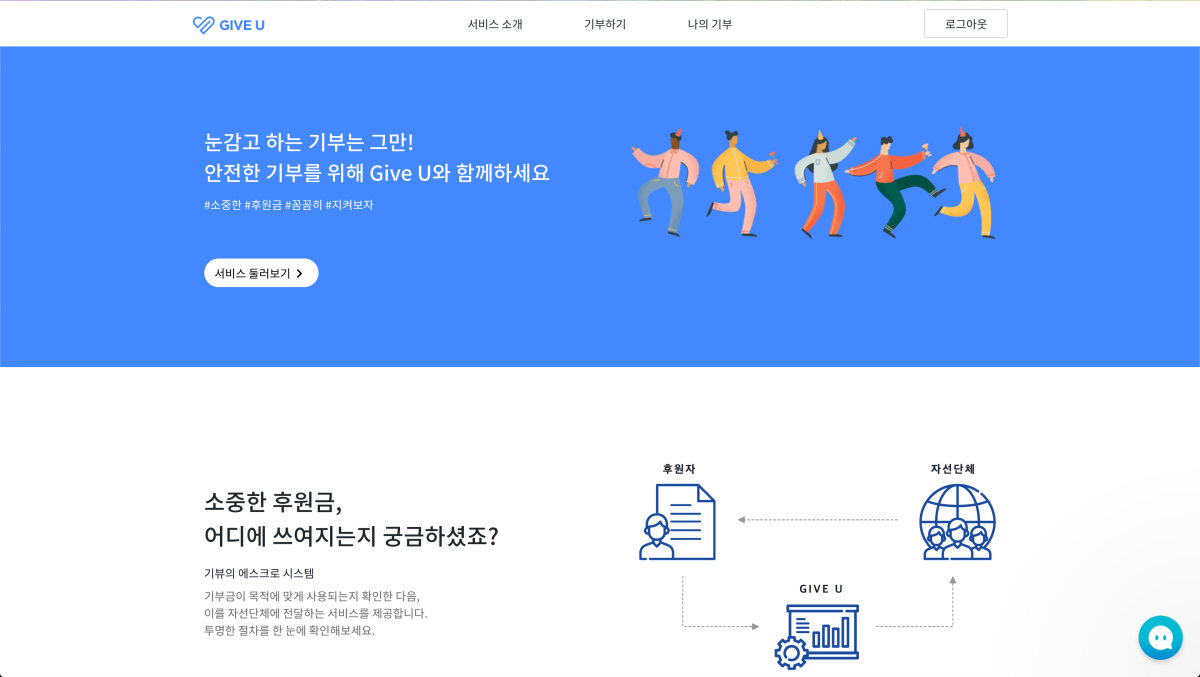 GIVE U
서비스 소개
기부하기
나의 기부
로그아웃
눈감고 하는 기부는 그만!
안전한 기부를 위해 Give U와 함께하세요
#소중한 #후원금 #꼼꼼히 #지켜보자
서비스 둘러보기
소중한 후원금,
어디에 쓰여지는지 궁금하셨죠?
기뷰의 에스크로 시스템
기부금이 목적에 맞게 사용되는지 확인한 다음,
이를 자선단체에 전달하는 서비스를 제공합니다.
투명한 절차를 한 눈에 확인해보세요.
후원자
자선단체
GIVE U